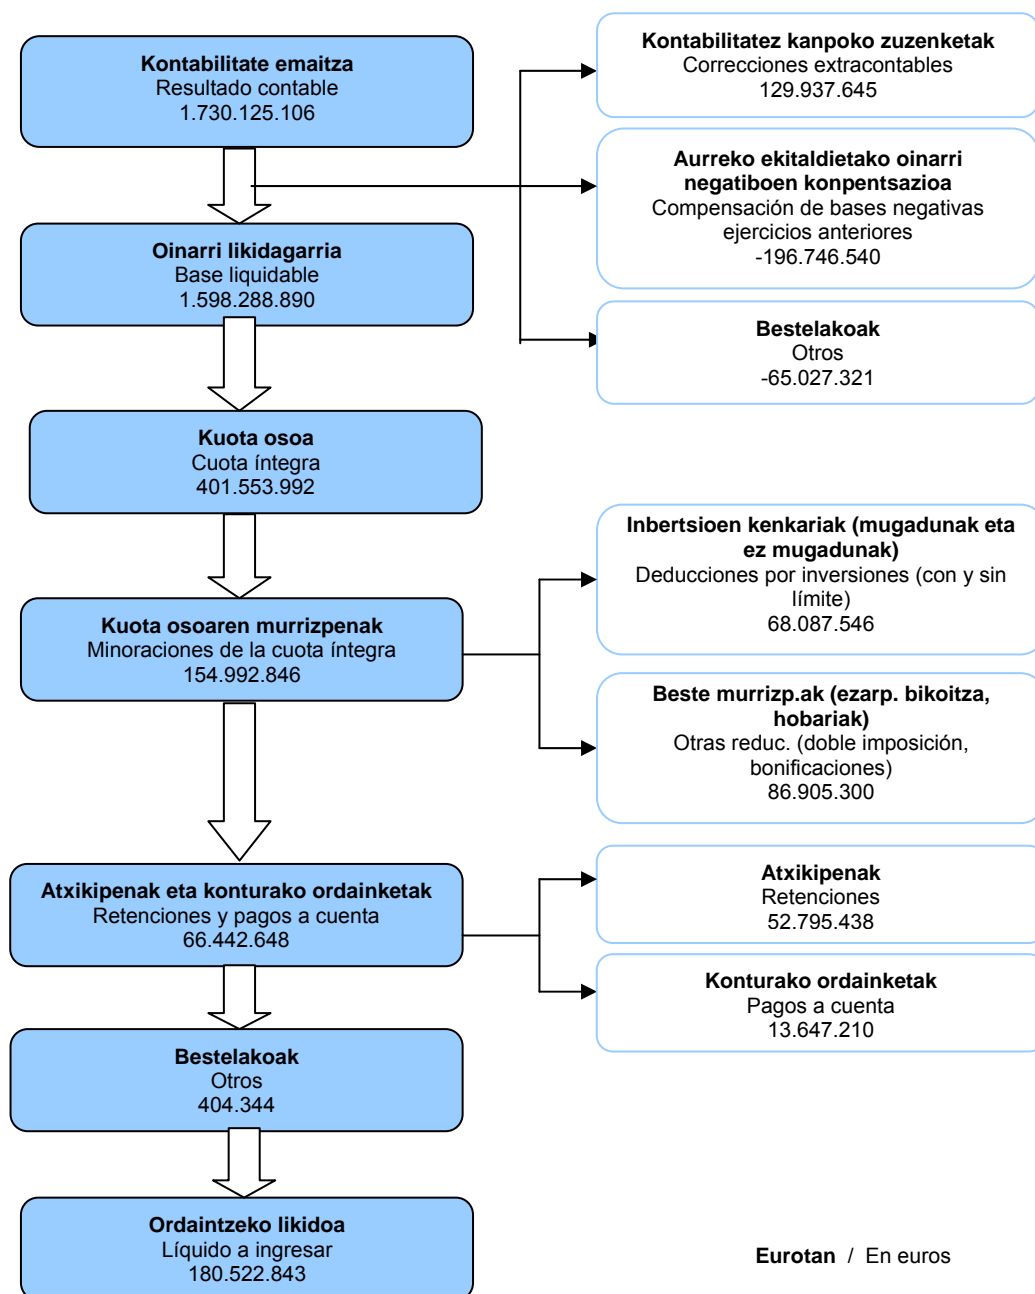 Kontabilitate emaitza
Resultado contable
1.730.125.106
Kontabilitatez kanpoko zuzenketak
Correcciones extracontables
129.937.645
Aurreko ekitaldietako oinarri
negatiboen konpentsazioa
Compensación de bases negativas
ejercicios anteriores
-196.746.540
Oinarri likidagarria
Base liquidable
1.598.288.890
Bestelakoak
Otros
-65.027.321
Kuota osoa
Cuota íntegra
401.553.992
Inbertsioen kenkariak (mugadunak eta
ez mugadunak)
Deducciones por inversiones (con y sin
límite)
68.087.546
Kuota osoaren murrizpenak
Minoraciones de la cuota íntegra
154.992.846
Beste murrizp.ak (ezarp. bikoitza,
hobariak)
Otras reduc. (doble imposición,
bonificaciones)
86.905.300
Atxikipenak eta konturako ordainketak
Retenciones y pagos a cuenta
66.442.648
Atxikipenak
Retenciones
52.795.438
Konturako ordainketak
Pagos a cuenta
13.647.210
Bestelakoak
Otros
404.344
Ordaintzeko likidoa
Líquido a ingresar
180.522.843
Eurotan / En euros